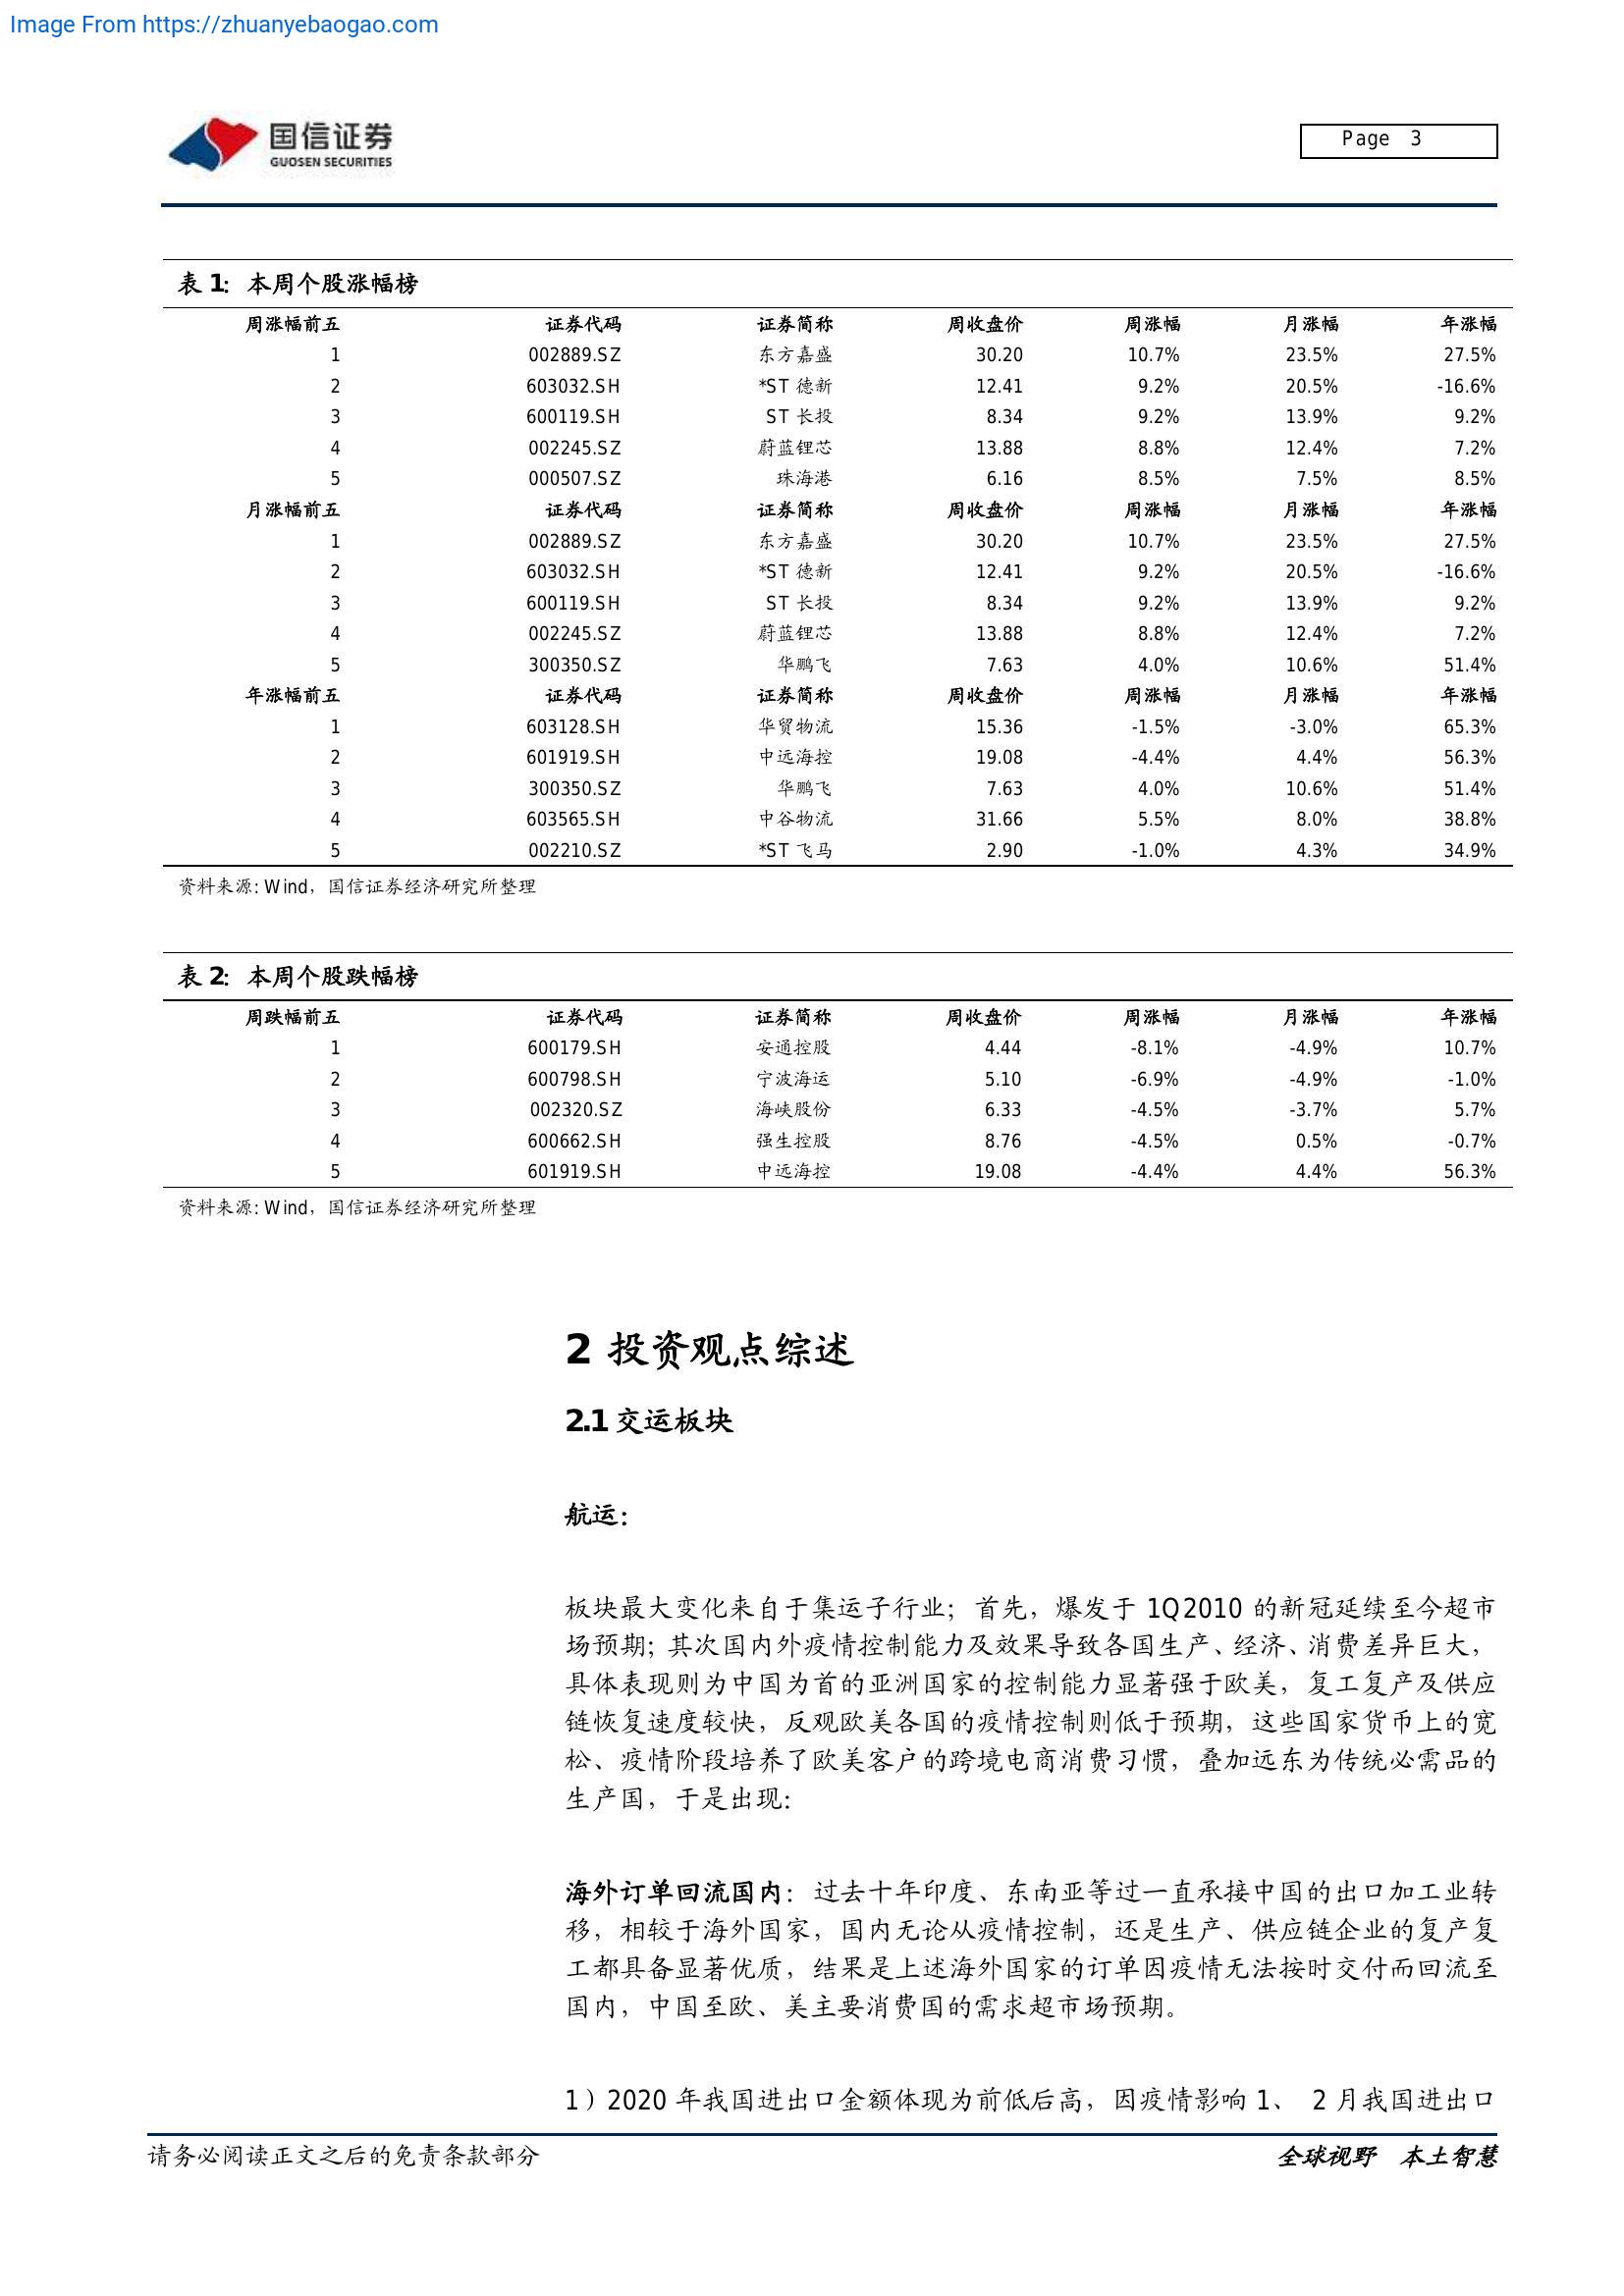 Image From https://zhuanyebaogao.com
国信证券
GUOSEN SECURITIES
Page 3
表 1: 本周个股涨幅榜
周涨幅前五 证券代码 证券简称 周收盘价 周涨幅 月涨幅 年涨幅
1 002889.SZ 东方嘉盛 30.20 10.7% 23.5% 27.5%
2 603032.SH *ST 德新 12.41 9.2% 20.5% -16.6%
3 600119.SH ST 长投 8.34 9.2% 13.9% 9.2%
4 002245.SZ 蔚蓝锂芯 13.88 8.8% 12.4% 7.2%
5 000507.SZ 珠海港 6.16 8.5% 7.5% 8.5%
月涨幅前五 证券代码 证券简称 周收盘价 周涨幅 月涨幅 年涨幅
1 002889.SZ 东方嘉盛 30.20 10.7% 23.5% 27.5%
2 603032.SH *ST 德新 12.41 9.2% 20.5% -16.6%
3 600119.SH ST 长投 8.34 9.2% 13.9% 9.2%
4 002245.SZ 蔚蓝锂芯 13.88 8.8% 12.4% 7.2%
5 300350.SZ 华鹏飞 7.63 4.0% 10.6% 51.4%
年涨幅前五 证券代码 证券简称 周收盘价 周涨幅 月涨幅 年涨幅
1 603128.SH 华贸物流 15.36 -1.5% -3.0% 65.3%
2 601919.SH 中远海控 19.08 -4.4% 4.4% 56.3%
3 300350.SZ 华鹏飞 7.63 4.0% 10.6% 51.4%
4 603565.SH 中谷物流 31.66 5.5% 8.0% 38.8%
5 002210.SZ *ST 飞马 2.90 -1.0% 4.3% 34.9%
资料来源: Wind，国信证券经济研究所整理
表 2: 本周个股跌幅榜
周跌幅前五 证券代码 证券简称 周收盘价 周涨幅 月涨幅 年涨幅
1 600179.SH 安通控股 4.44 -8.1% -4.9% 10.7%
2 600798.SH 宁波海运 5.10 -6.9% -4.9% -1.0%
3 002320.SZ 海峡股份 6.33 -4.5% -3.7% 5.7%
4 600662.SH 强生控股 8.76 -4.5% 0.5% -0.7%
5 601919.SH 中远海控 19.08 -4.4% 4.4% 56.3%
资料来源: Wind，国信证券经济研究所整理
2 投资观点综述
2.1 交运板块
航运：
板块最大变化来自于集运子行业；首先，爆发于 1Q2010 的新冠延续至今超市
场预期；其次国内外疫情控制能力及效果导致各国生产、经济、消费差异巨大，
具体表现则为中国为首的亚洲国家的控制能力显著强于欧美，复工复产及供应
链恢复速度较快，反观欧美各国的疫情控制则低于预期，这些国家货币上的宽
松、疫情阶段培养了欧美客户的跨境电商消费习惯，叠加远东为传统必需品的
生产国，于是出现：
海外订单回流国内：过去十年印度、东南亚等过一直承接中国的出口加工业转
移，相较于海外国家，国内无论从疫情控制，还是生产、供应链企业的复产复
工都具备显著优质，结果是上述海外国家的订单因疫情无法按时交付而回流至
国内，中国至欧、美主要消费国的需求超市场预期。
1）2020 年我国进出口金额体现为前低后高，因疫情影响 1、 2 月我国进出口
请务必阅读正文之后的免责条款部分
全球视野 本土智慧